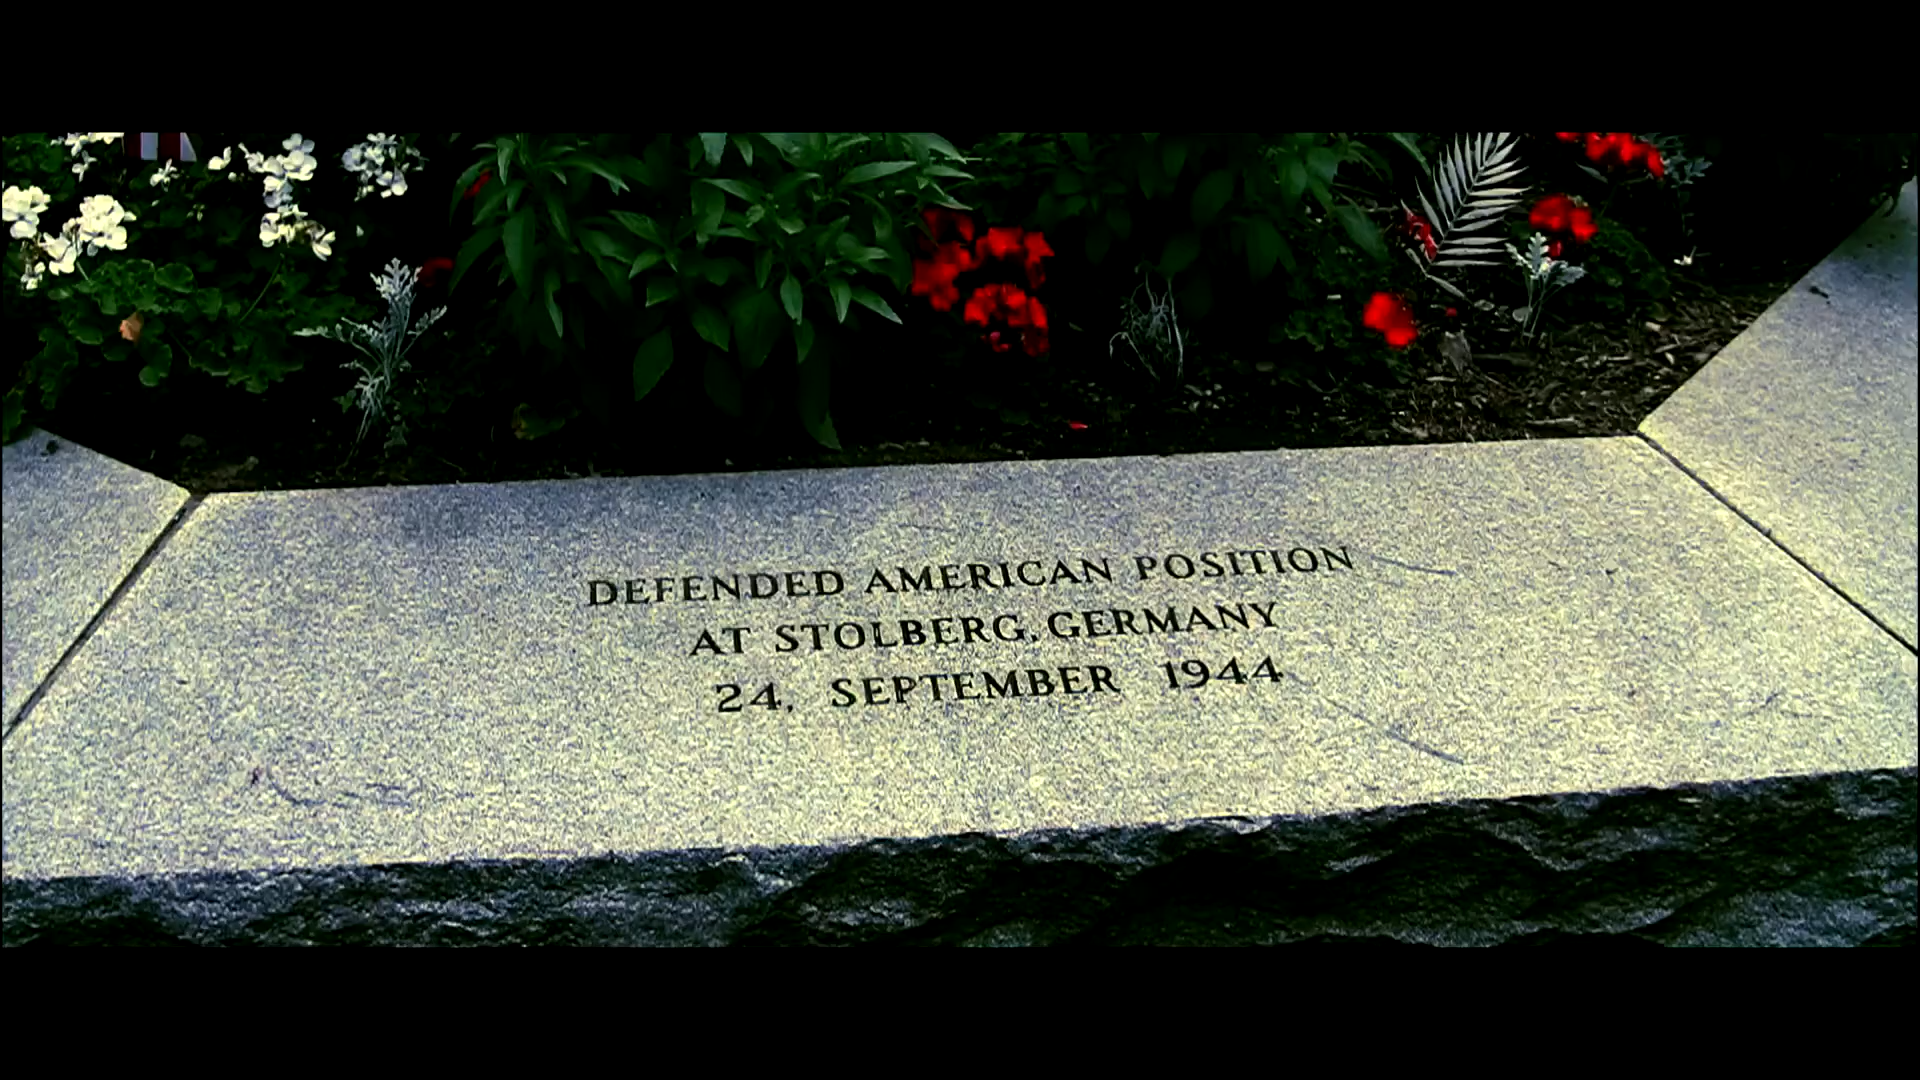 DEFENDED AMERICAN POSITION
AT STOLBERG, GERMANY
24, SEPTEMBER 1944